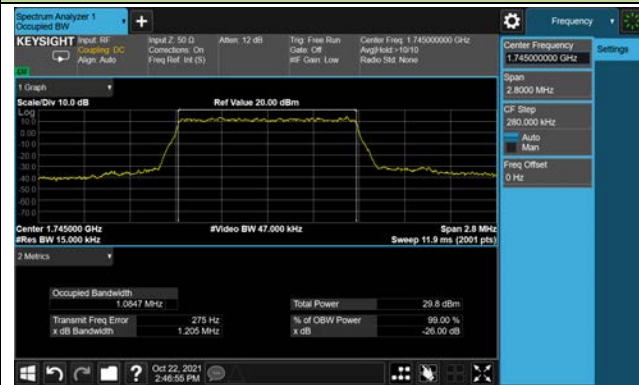 Spectrum Analyzer 1
Occupied BW
Frequency
KEYSIGHT
Input: RF
Coupling: DC
Align: Auto
Input Z: 50 Ω
Corrections: On
Freq Ref: Int (S)
Atten: 12 dB
Trig: Free Run
Gate: Off
#IF Gain: Low
Center Freq: 1.745000000 GHz
Avg|Hold:>10/10
Radio Std: None
Center Frequency
1.745000000 GHz
Settings
Span
2.8000 MHz
CF Step
280.000 kHz
Auto
Man
Freq Offset
0 Hz
1 Graph
Scale/Div 10.0 dB
Ref Value 20.00 dBm
Log
10.0
0.00
-10.0
-20.0
-30.0
-40.0
-50.0
-60.0
-70.0
Center 1.745000 GHz
#Video BW 47.000 kHz
Span 2.8 MHz
#Res BW 15.000 kHz
Sweep 11.9 ms (2001 pts)
2 Metrics
Occupied Bandwidth
1.0847 MHz
Total Power
29.8 dBm
Transmit Freq Error
275 Hz
% of OBW Power
99.00 %
x dB Bandwidth
1.205 MHz
x dB
-26.00 dB
?
Oct 22, 2021
2:46:55 PM